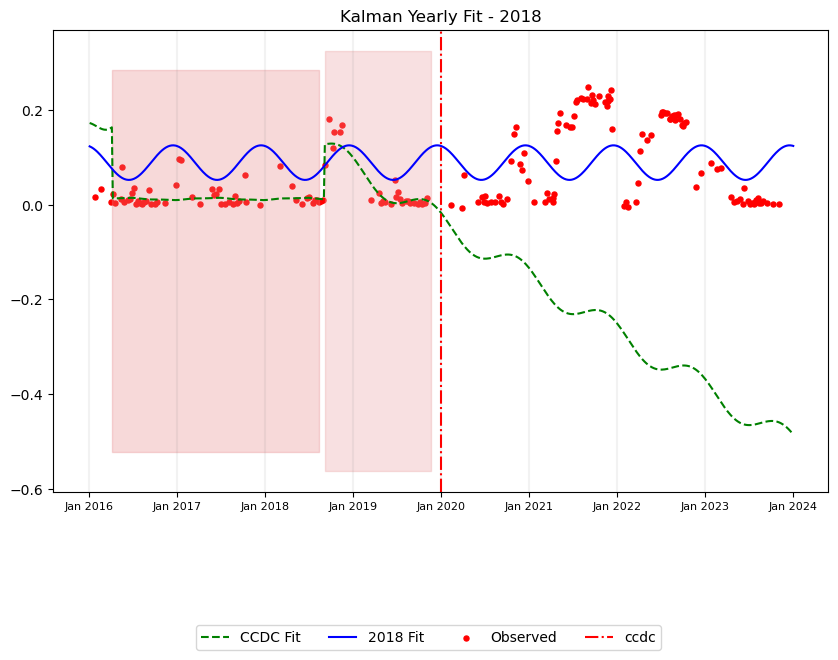 Kalman Yearly Fit - 2018
0.2
0.0
−0.2
−0.4
−0.6
Jan 2016 Jan 2017 Jan 2018 Jan 2019 Jan 2020 Jan 2021 Jan 2022 Jan 2023 Jan 2024
CCDC Fit 2018 Fit Observed ccdc